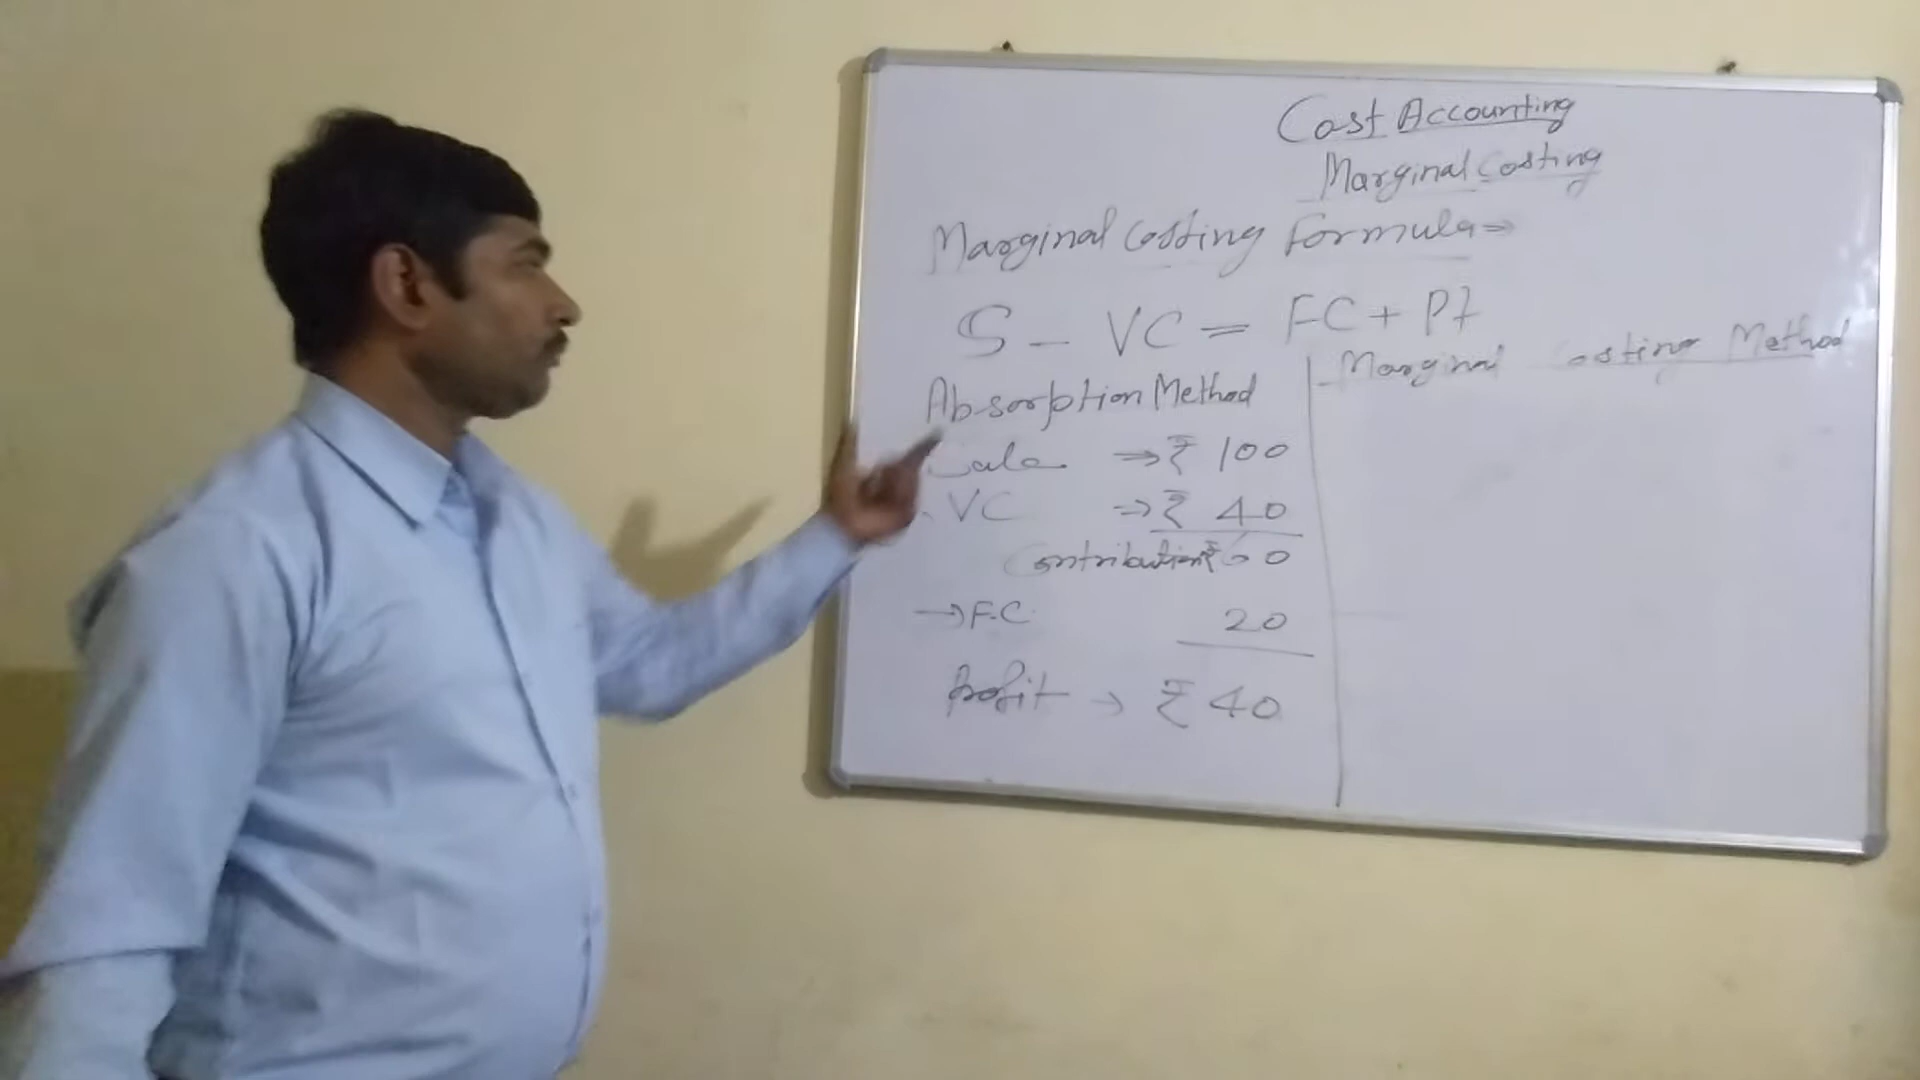 Cost Accounting
Marginal Costing
Marginal Costing Formula⇒
S - VC = FC + Pt
Absorption Method
Sale ⇒ ₹ 100
VC ⇒ ₹ 40
Contribution ₹ 60
→ F.C. 20
Profit → ₹ 40
Marginal Costing Method